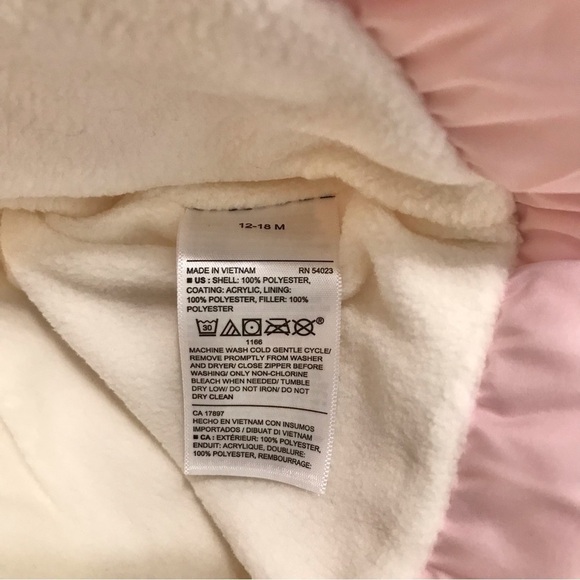 12-18 M
MADE IN VIETNAM RN 54023
■ US : SHELL: 100% POLYESTER,
COATING: ACRYLIC, LINING:
100% POLYESTER, FILLER: 100%
POLYESTER
30
1166
MACHINE WASH COLD GENTLE CYCLE/
REMOVE PROMPTLY FROM WASHER
AND DRYER/ CLOSE ZIPPER BEFORE
WASHING/ ONLY NON-CHLORINE
BLEACH WHEN NEEDED/ TUMBLE
DRY LOW/ DO NOT IRON/ DO NOT
DRY CLEAN
CA 17897
HECHO EN VIETNAM CON INSUMOS
IMPORTADOS / DIBUAT DI VIETNAM
■ CA : EXTÉRIEUR: 100% POLYESTER,
ENDUIT: ACRYLIQUE, DOUBLURE:
100% POLYESTER, REMBOURRAGE: